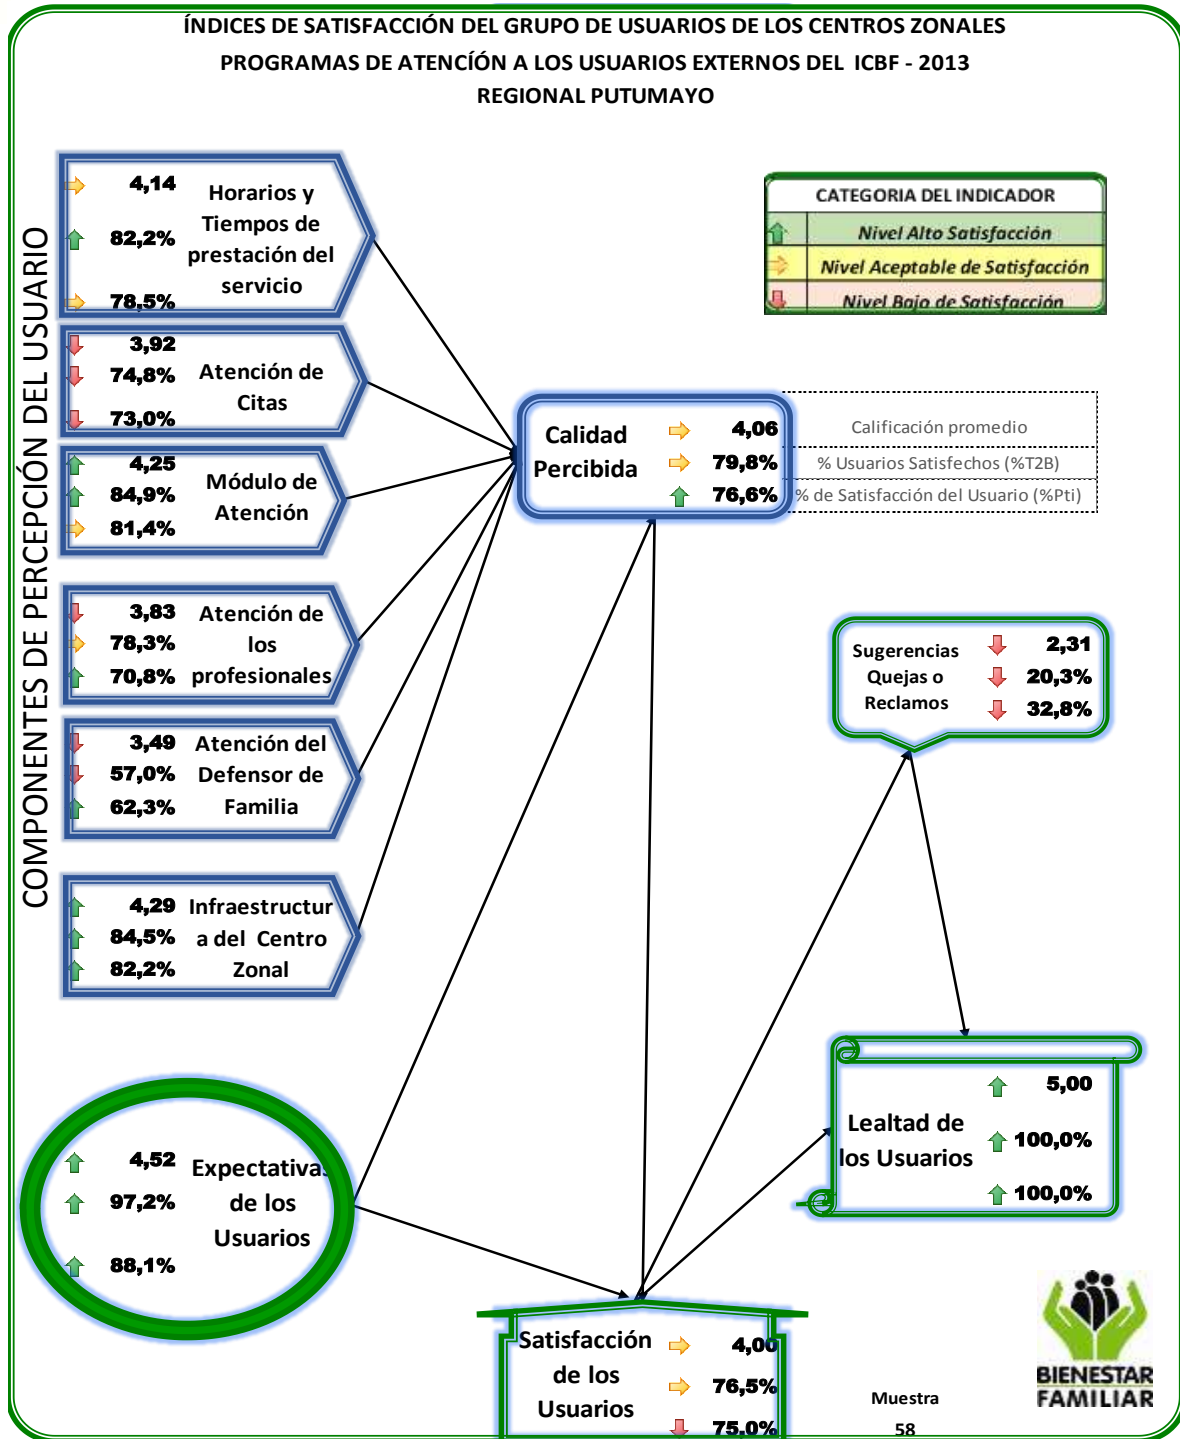 ÍNDICES DE SATISFACCIÓN DEL GRUPO DE USUARIOS DE LOS CENTROS ZONALES
PROGRAMAS DE ATENCÍÓN A LOS USUARIOS EXTERNOS DEL ICBF - 2013
REGIONAL PUTUMAYO
COMPONENTES DE PERCEPCIÓN DEL USUARIO
4,14
82,2%
78,5%
Horarios y
Tiempos de
prestación del
servicio
3,92
74,8%
73,0%
Atención de
Citas
4,25
84,9%
81,4%
Módulo de
Atención
3,83
78,3%
70,8%
Atención de
los
profesionales
3,49
57,0%
62,3%
Atención del
Defensor de
Familia
4,29
84,5%
82,2%
Infraestructur
a del Centro
Zonal
4,52
97,2%
88,1%
Expectativas
de los
Usuarios
CATEGORIA DEL INDICADOR
Nivel Alto Satisfacción
Nivel Aceptable de Satisfacción
Nivel Bajo de Satisfacción
Calidad
Percibida
4,06
79,8%
76,6%
Calificación promedio
% Usuarios Satisfechos (%T2B)
% de Satisfacción del Usuario (%Pti)
Sugerencias
Quejas o
Reclamos
2,31
20,3%
32,8%
Lealtad de
los Usuarios
5,00
100,0%
100,0%
Satisfacción
de los
Usuarios
4,00
76,5%
75,0%
Muestra
58
BIENESTAR
FAMILIAR